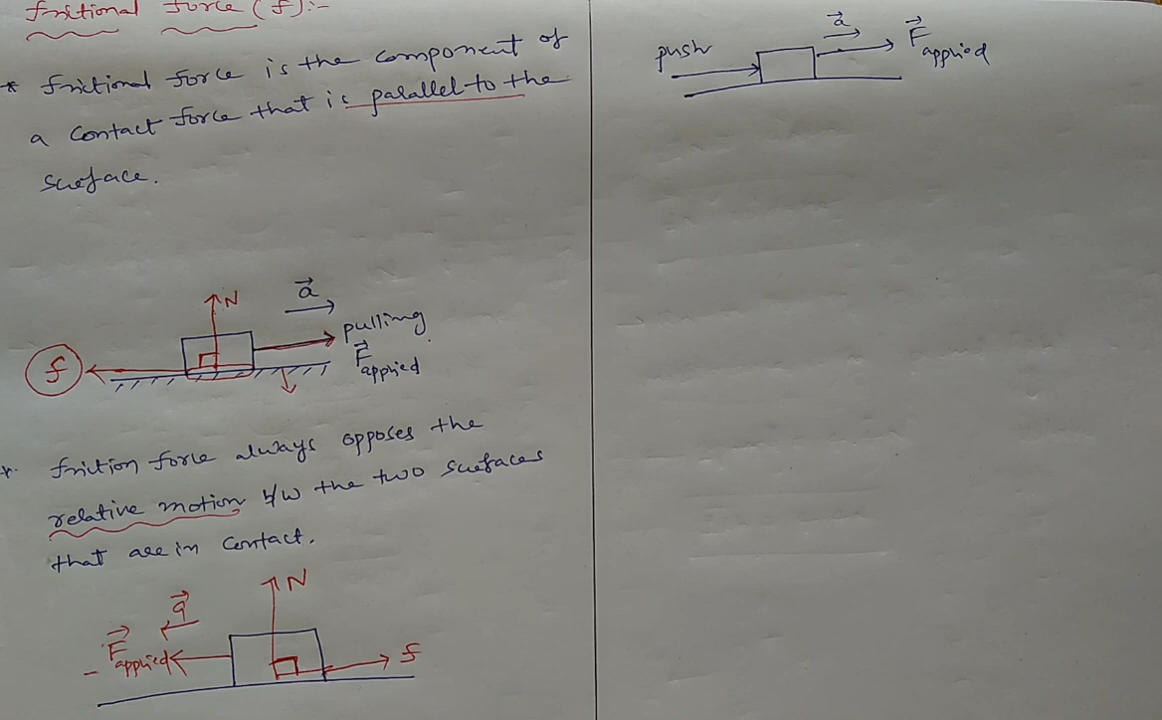 frictional force (f):-
* frictional force is the component of
a contact force that is parallel to the
surface.
N
a
pulling
f
F applied
* friction force always opposes the
relative motion b/w the two surfaces
that are in contact.
N
a
- F applied
f
push
a
F applied